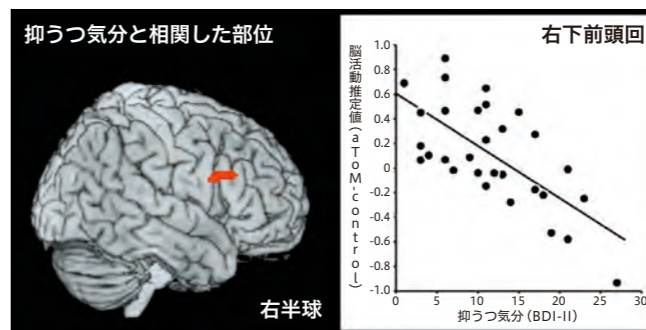 抑うつ気分と相関した部位
右半球
右下前頭回
脳活動推定値(aToM-control)
1.0
0.8
0.6
0.4
0.2
0
-0.2
-0.4
-0.6
-0.8
-1.0
0 5 10 15 20 25 30
抑うつ気分(BDI-II)